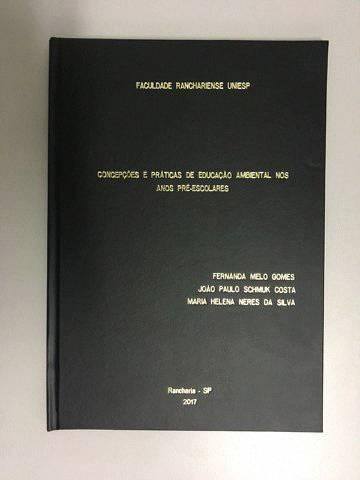 FACULDADE RANCHARIENSE UNIESP
CONCEPÇÕES E PRÁTICAS DE EDUCAÇÃO AMBIENTAL NOS
ANOS PRÉ-ESCOLARES
FERNANDA MELO GOMES
JOÃO PAULO SCHMUK COSTA
MARIA HELENA NERES DA SILVA
Rancharia - SP
2017